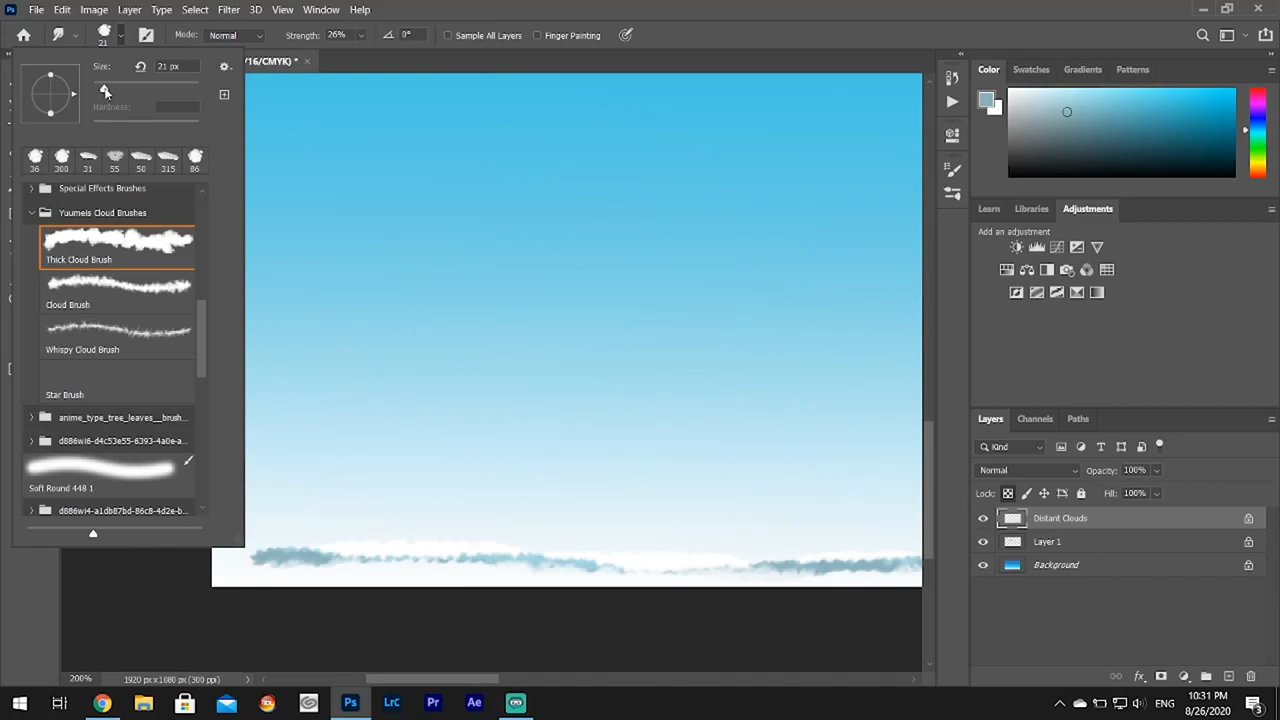 Ps File Edit Image Layer Type Select Filter 3D View Window Help
21 Mode: Normal Strength: 26% 0° Sample All Layers Finger Painting
/16/CMYK) * ×
Size: 21 px
Hardness:
36 300 31 55 50 315 86
Special Effects Brushes
Yuumeis Cloud Brushes
Thick Cloud Brush
Cloud Brush
Whispy Cloud Brush
Star Brush
anime_type_tree_leaves__brush...
d886wi6-d4c53e55-6393-4a0e-a...
Soft Round 448 1
d886wi4-a1db87bd-86c8-4d2e-b...
Color Swatches Gradients Patterns
Learn Libraries Adjustments
Add an adjustment
Layers Channels Paths
Kind
Normal Opacity: 100%
Lock: Fill: 100%
Distant Clouds
Layer 1
Background
200% 1920 px x 1080 px (300 ppi)
Ps LrC Pr Ae ENG
10:31 PM
8/26/2020
3